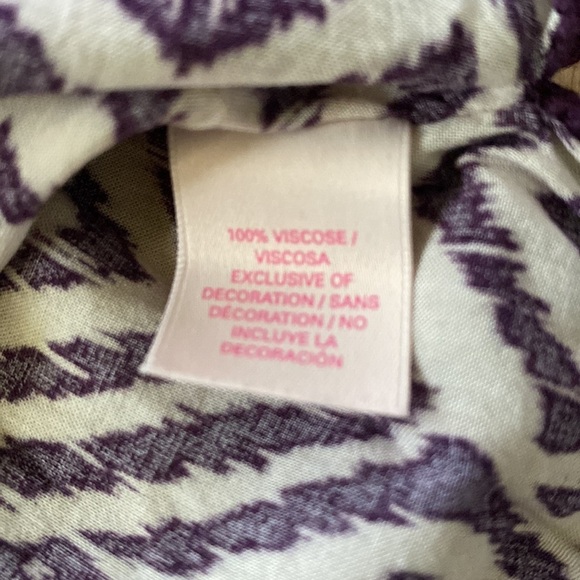 100% VISCOSE /
VISCOSA
EXCLUSIVE OF
DECORATION / SANS
DÉCORATION / NO
INCLUYE LA
DECORACIÓN